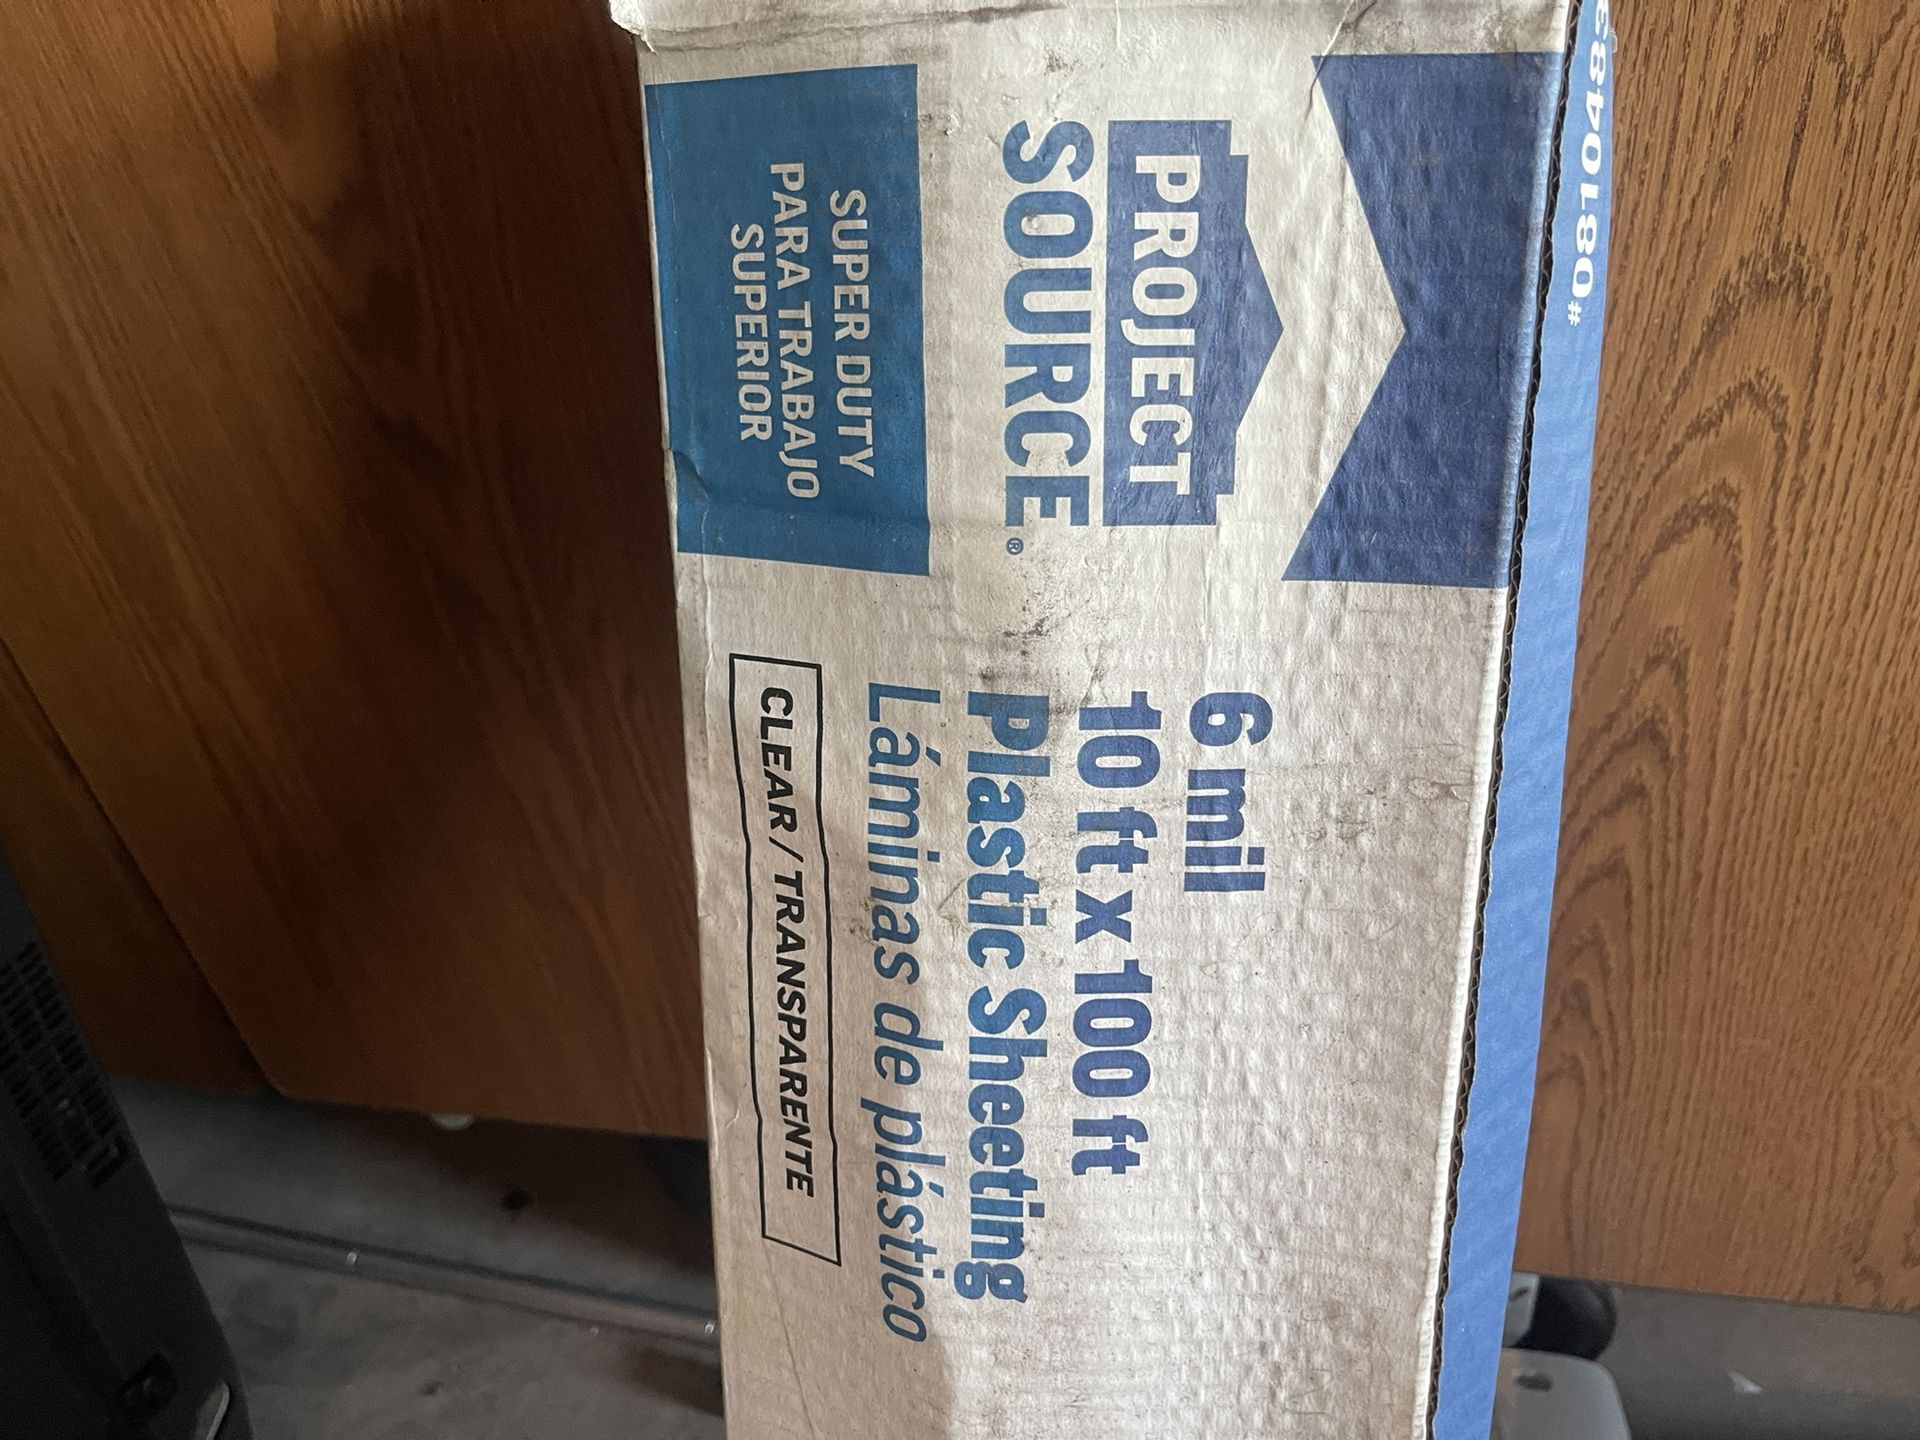 #0810483
PROJECT
SOURCE®
SUPER DUTY
PARA TRABAJO
SUPERIOR
6 mil
10 ft x 100 ft
Plastic Sheeting
Láminas de plástico
CLEAR / TRANSPARENTE